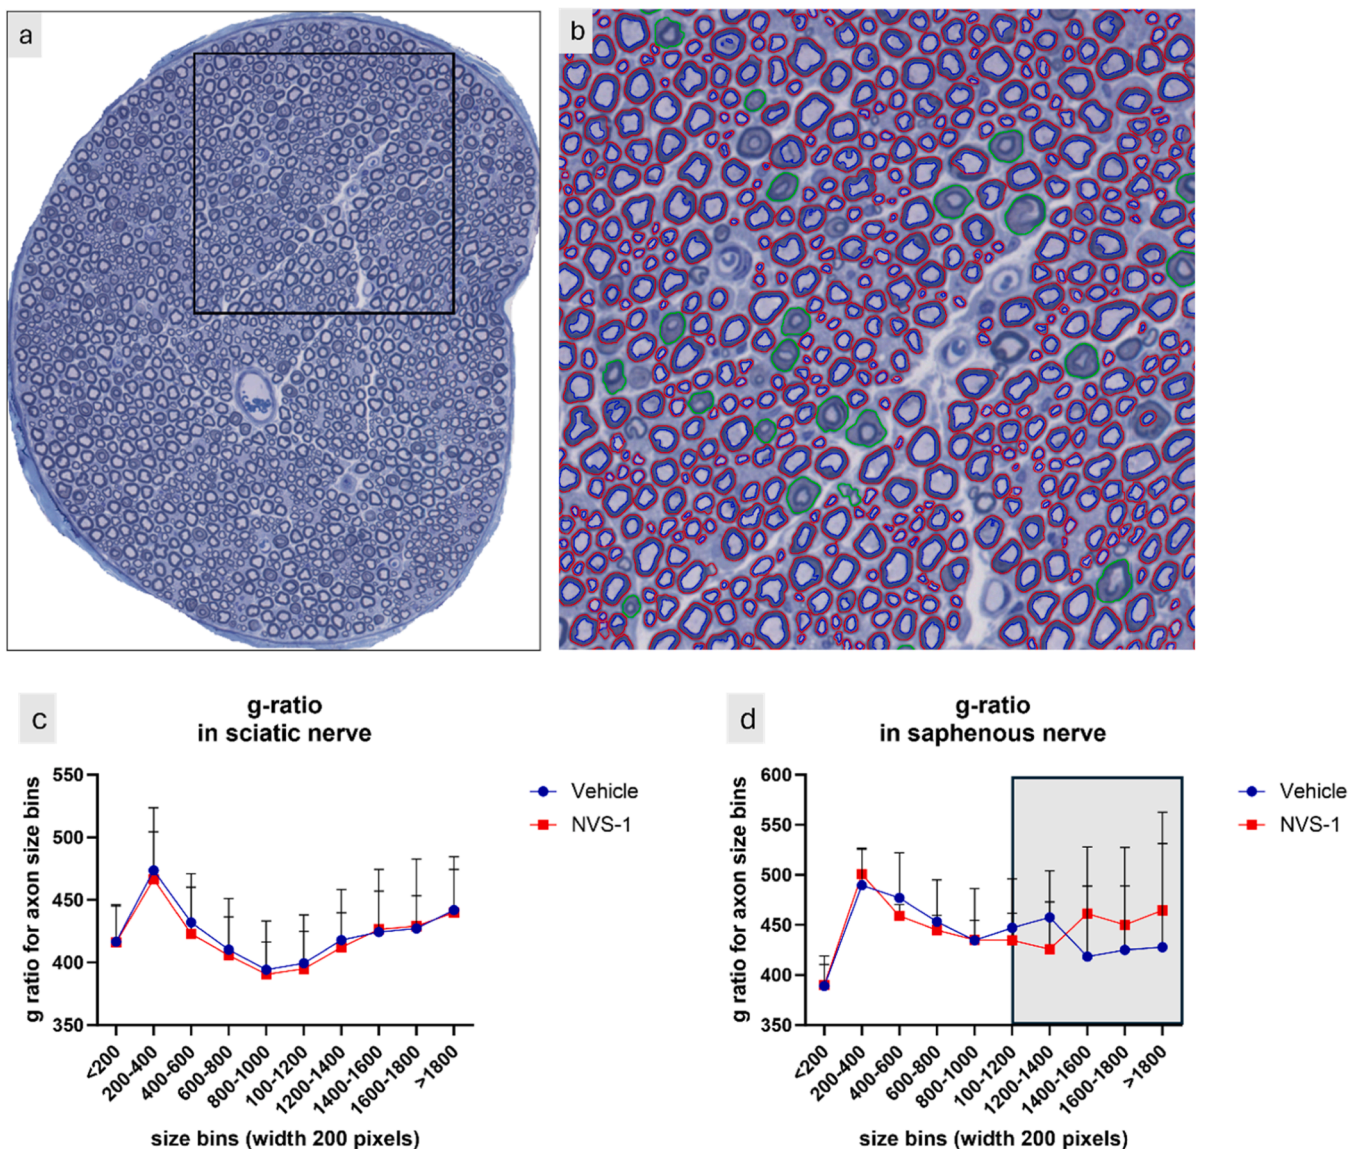 a
b
c
g-ratio
in sciatic nerve
g ratio for axon size bins
550
500
450
400
350
<200
200-400
400-600
600-800
800-1000
100-1200
1200-1400
1400-1600
1600-1800
>1800
size bins (width 200 pixels)
Vehicle
NVS-1
d
g-ratio
in saphenous nerve
g ratio for axon size bins
600
550
500
450
400
350
<200
200-400
400-600
600-800
800-1000
100-1200
1200-1400
1400-1600
1600-1800
>1800
size bins (width 200 pixels)
Vehicle
NVS-1